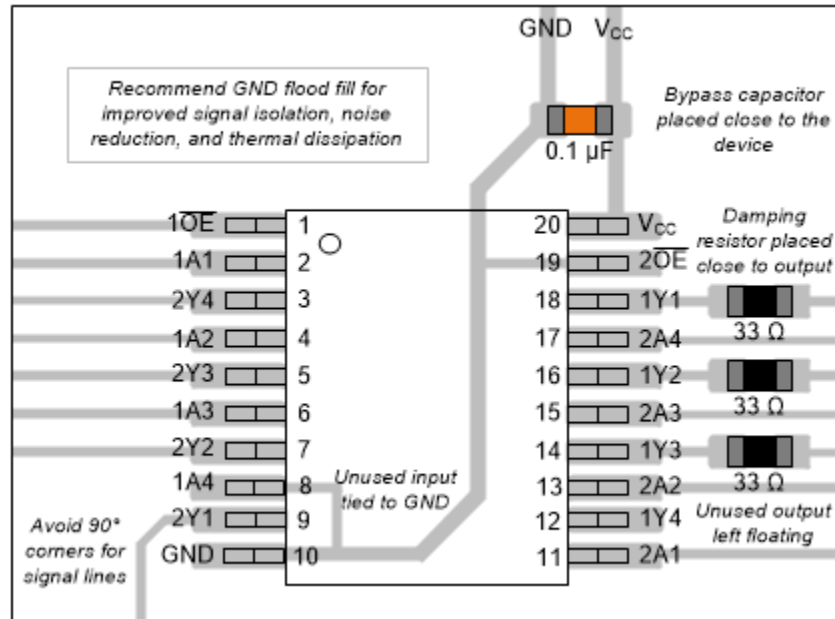 GND VCC
Recommend GND flood fill for
improved signal isolation, noise
reduction, and thermal dissipation
Bypass capacitor
placed close to the
device
0.1 µF
1O̅E̅ 1 20 VCC
Damping
resistor placed
close to output
1A1 2 19 2O̅E̅
2Y4 3 18 1Y1
33 Ω
1A2 4 17 2A4
2Y3 5 16 1Y2
33 Ω
1A3 6 15 2A3
2Y2 7 14 1Y3
33 Ω
1A4 8 13 2A2
Unused input
tied to GND
2Y1 9 12 1Y4
Unused output
left floating
Avoid 90°
corners for
signal lines
GND 10 11 2A1